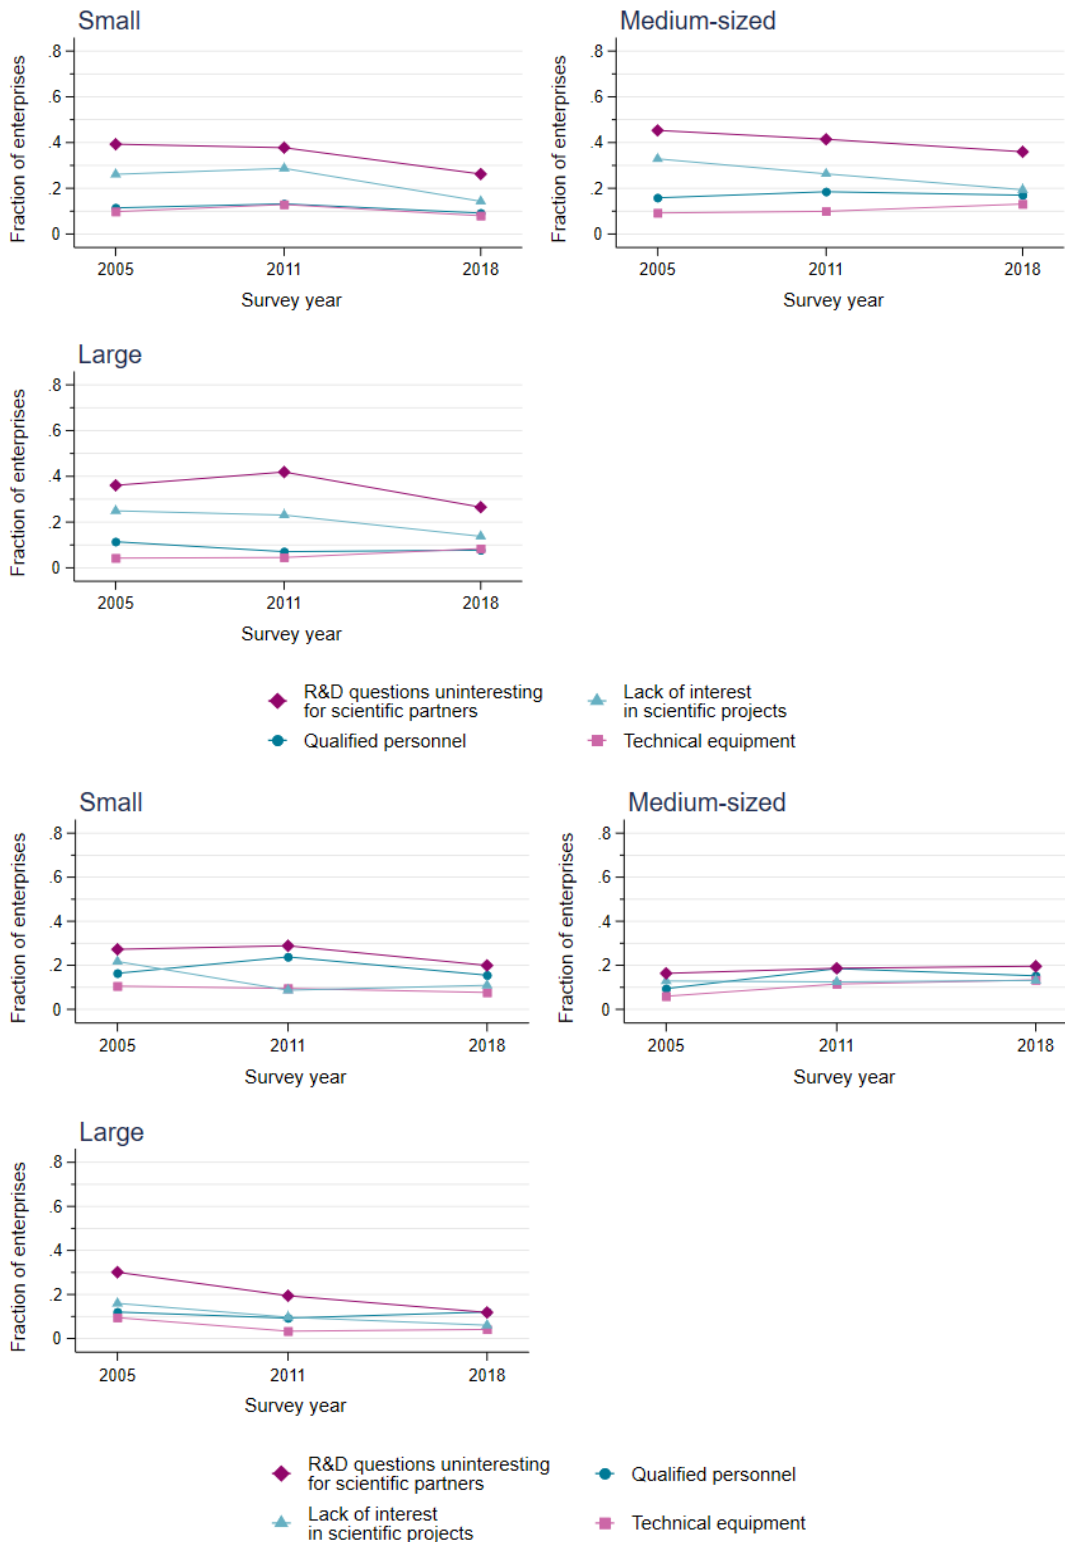 Small
Medium-sized
Fraction of enterprises
.8
.6
.4
.2
0
2005
2011
2018
Survey year
Fraction of enterprises
.8
.6
.4
.2
0
2005
2011
2018
Survey year
Large
Fraction of enterprises
.8
.6
.4
.2
0
2005
2011
2018
Survey year
R&D questions uninteresting
for scientific partners
Lack of interest
in scientific projects
Qualified personnel
Technical equipment
Small
Medium-sized
Fraction of enterprises
.8
.6
.4
.2
0
2005
2011
2018
Survey year
Fraction of enterprises
.8
.6
.4
.2
0
2005
2011
2018
Survey year
Large
Fraction of enterprises
.8
.6
.4
.2
0
2005
2011
2018
Survey year
R&D questions uninteresting
for scientific partners
Qualified personnel
Lack of interest
in scientific projects
Technical equipment